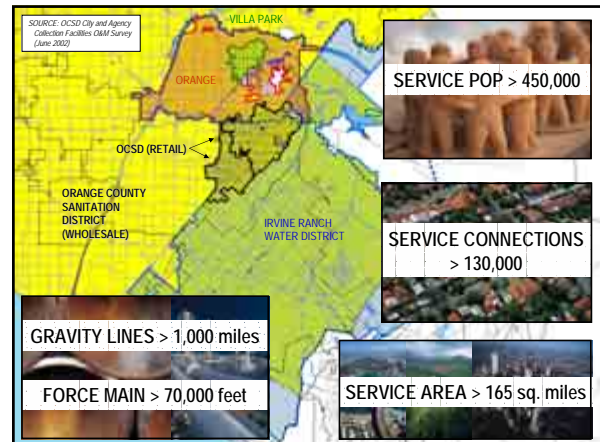 SOURCE: OCSD City and Agency
Collection Facilities O&M Survey
(June 2002)
VILLA PARK
ORANGE
OCSD (RETAIL)
ORANGE COUNTY
SANITATION
DISTRICT
(WHOLESALE)
IRVINE RANCH
WATER DISTRICT
SERVICE POP > 450,000
SERVICE CONNECTIONS
> 130,000
GRAVITY LINES > 1,000 miles
FORCE MAIN > 70,000 feet
SERVICE AREA > 165 sq. miles